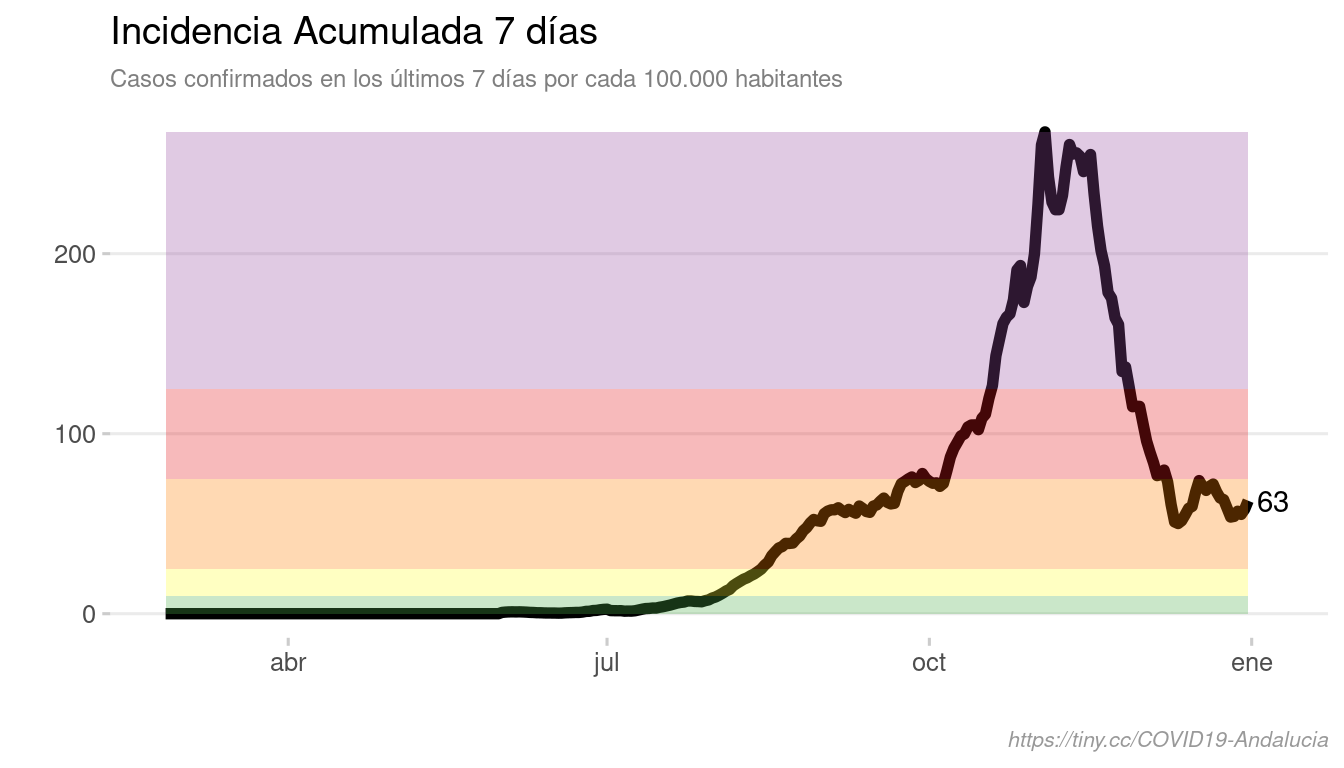 Incidencia Acumulada 7 días
Casos confirmados en los últimos 7 días por cada 100.000 habitantes
200
100
0
63
abr jul oct ene
https://tiny.cc/COVID19-Andalucia